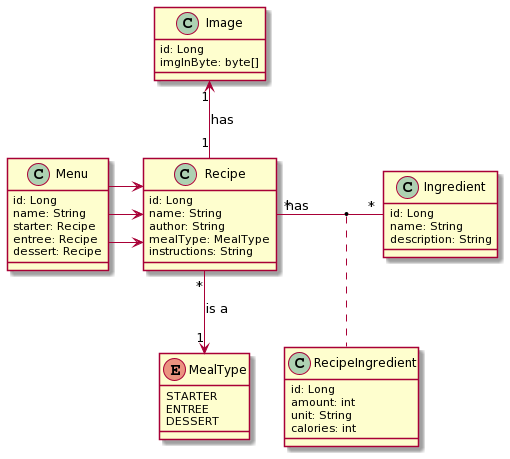 C Image
id: Long
imgInByte: byte[]
1
has
1
C Menu
id: Long
name: String
starter: Recipe
entree: Recipe
dessert: Recipe
C Recipe
id: Long
name: String
author: String
mealType: MealType
instructions: String
* has *
C Ingredient
id: Long
name: String
description: String
*
is a
1
E MealType
STARTER
ENTREE
DESSERT
C RecipeIngredient
id: Long
amount: int
unit: String
calories: int